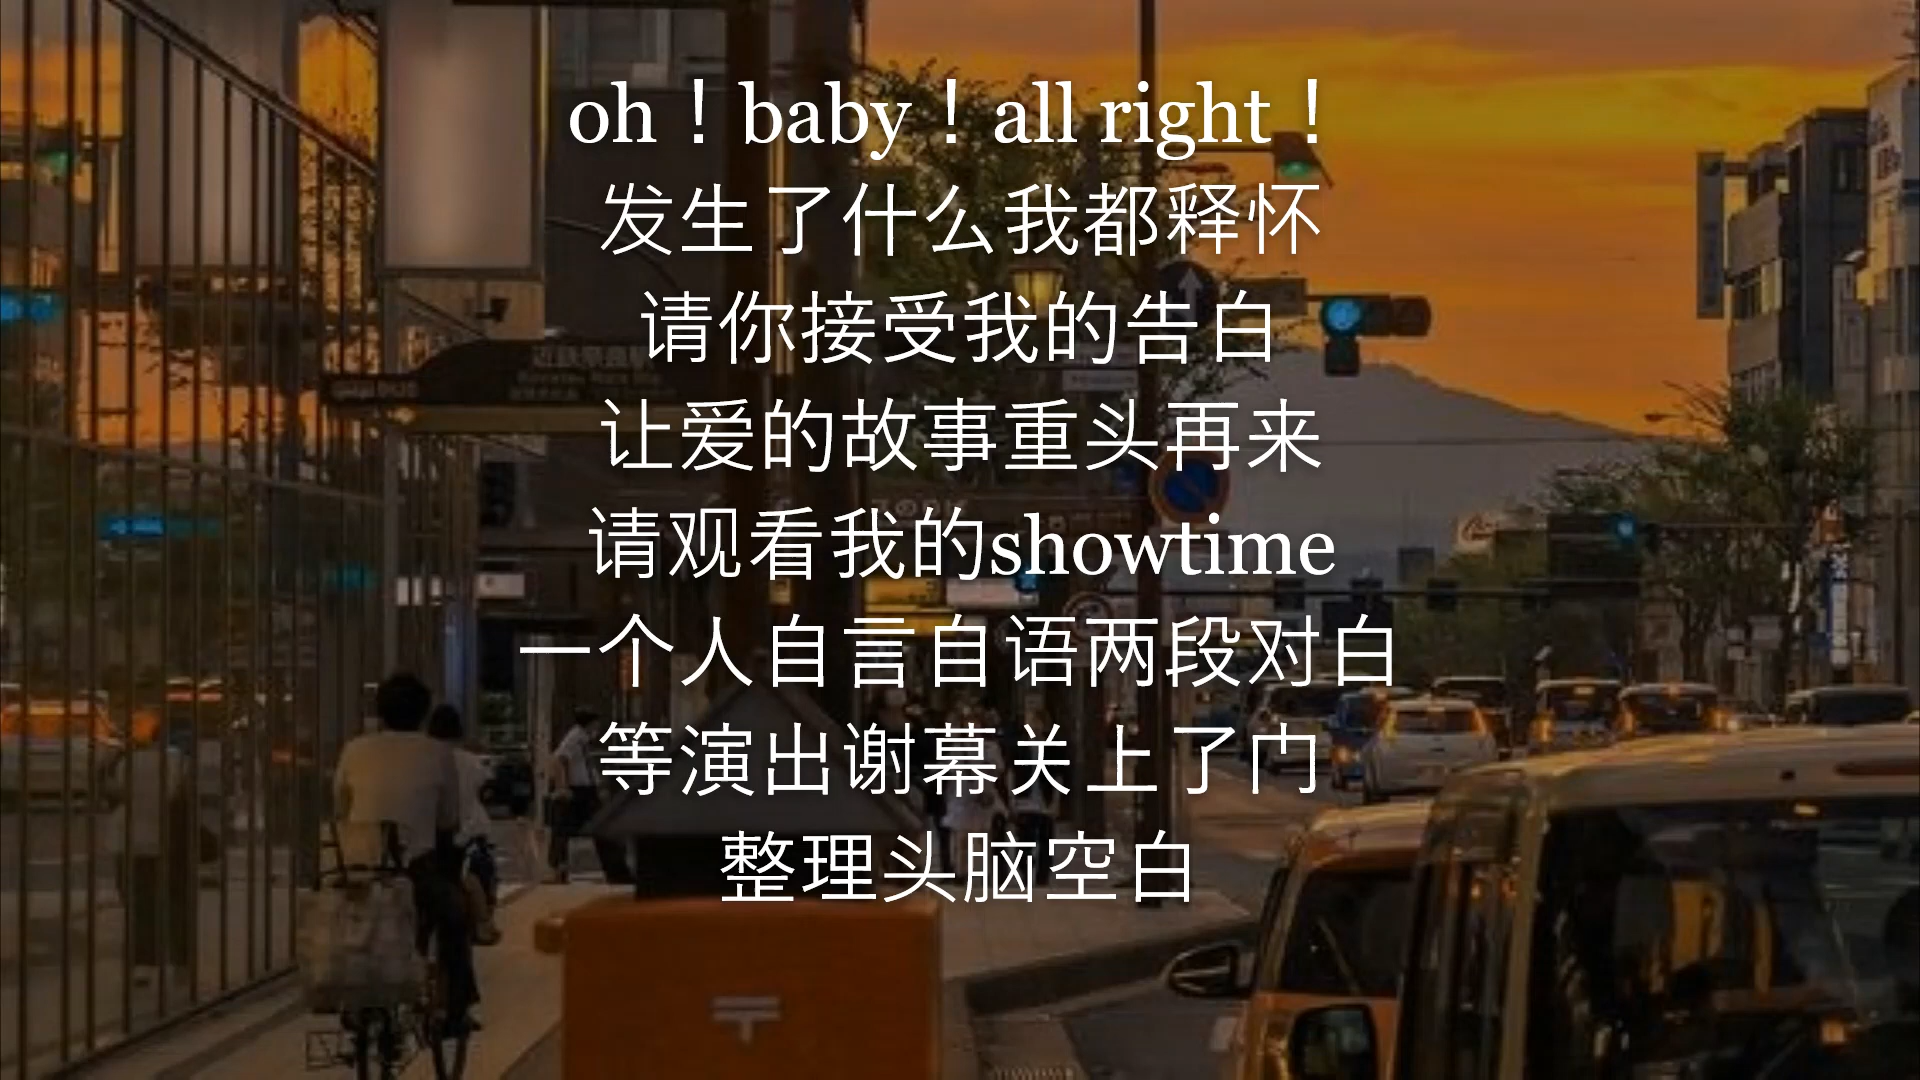 oh！baby！all right！
发生了什么我都释怀
请你接受我的告白
让爱的故事重头再来
请观看我的showtime
一个人自言自语两段对白
等演出谢幕关上了门
整理头脑空白